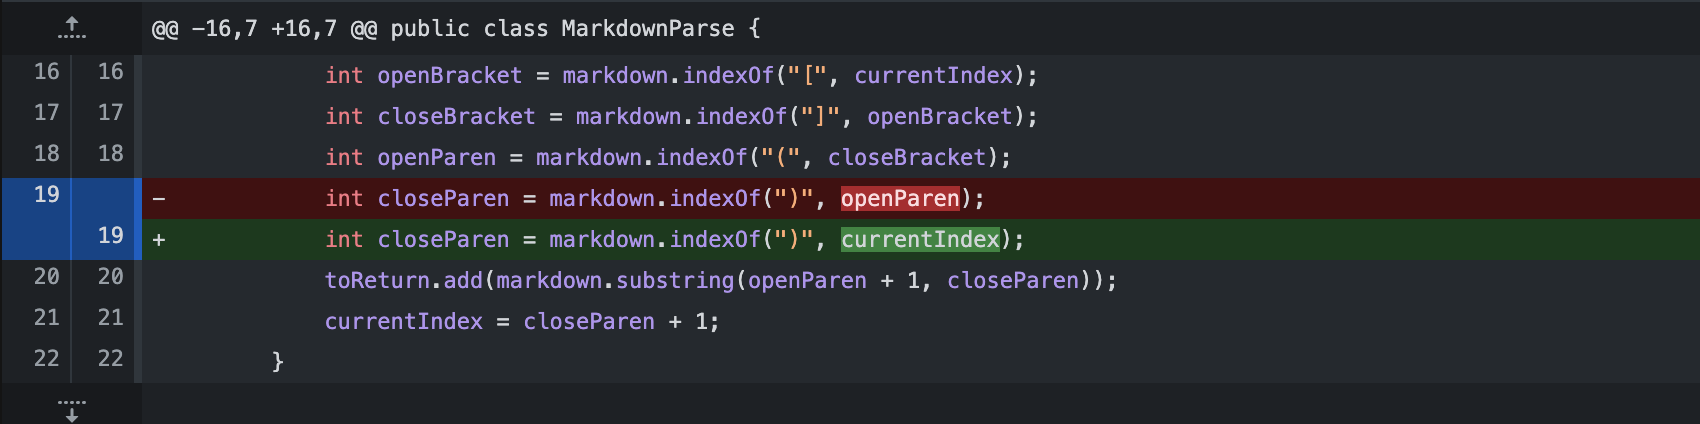 @@ -16,7 +16,7 @@ public class MarkdownParse {
16 16 int openBracket = markdown.indexOf("[", currentIndex);
17 17 int closeBracket = markdown.indexOf("]", openBracket);
18 18 int openParen = markdown.indexOf("(", closeBracket);
19 - int closeParen = markdown.indexOf(")", openParen);
19 + int closeParen = markdown.indexOf(")", currentIndex);
20 20 toReturn.add(markdown.substring(openParen + 1, closeParen));
21 21 currentIndex = closeParen + 1;
22 22 }